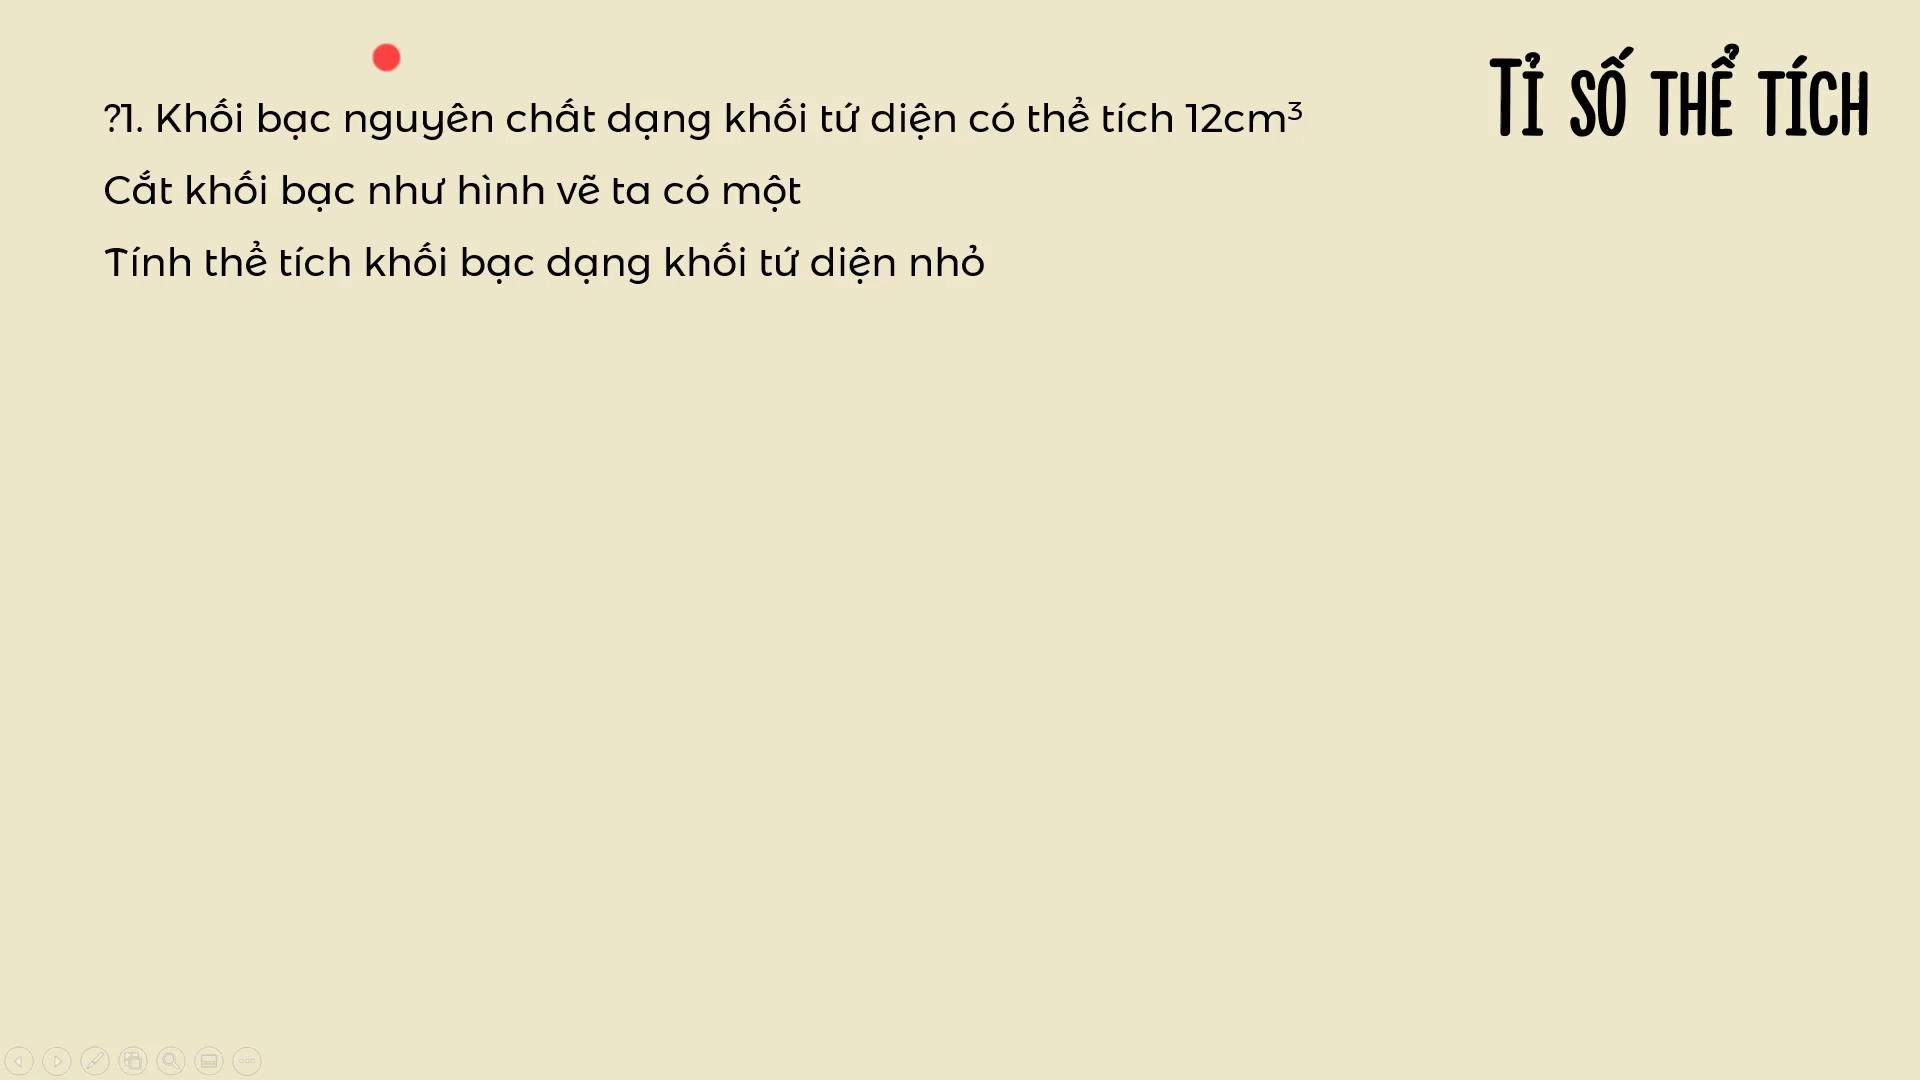 TỈ SỐ THỂ TÍCH
?1. Khối bạc nguyên chất dạng khối tứ diện có thể tích 12cm³
Cắt khối bạc như hình vẽ ta có một
Tính thể tích khối bạc dạng khối tứ diện nhỏ